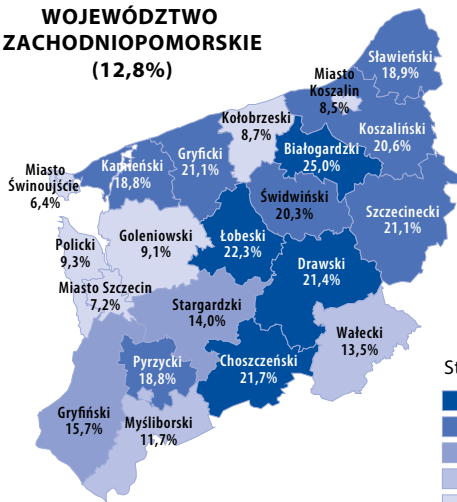 WOJEWÓDZTWO
ZACHODNIOPOMORSKIE
(12,8%)
Sławieński
18,9%
Miasto
Koszalin
8,5%
Kołobrzeski
8,7%
Koszaliński
20,6%
Białogardzki
25,0%
Gryficki
21,1%
Kamieński
18,8%
Miasto
Świnoujście
6,4%
Świdwiński
20,3%
Szczecinecki
21,1%
Goleniowski
9,1%
Łobeski
22,3%
Policki
9,3%
Drawski
21,4%
Miasto Szczecin
7,2%
Stargardzki
14,0%
Wałecki
13,5%
Pyrzycki
18,8%
Choszczeński
21,7%
Gryfiński
15,7%
Myśliborski
11,7%